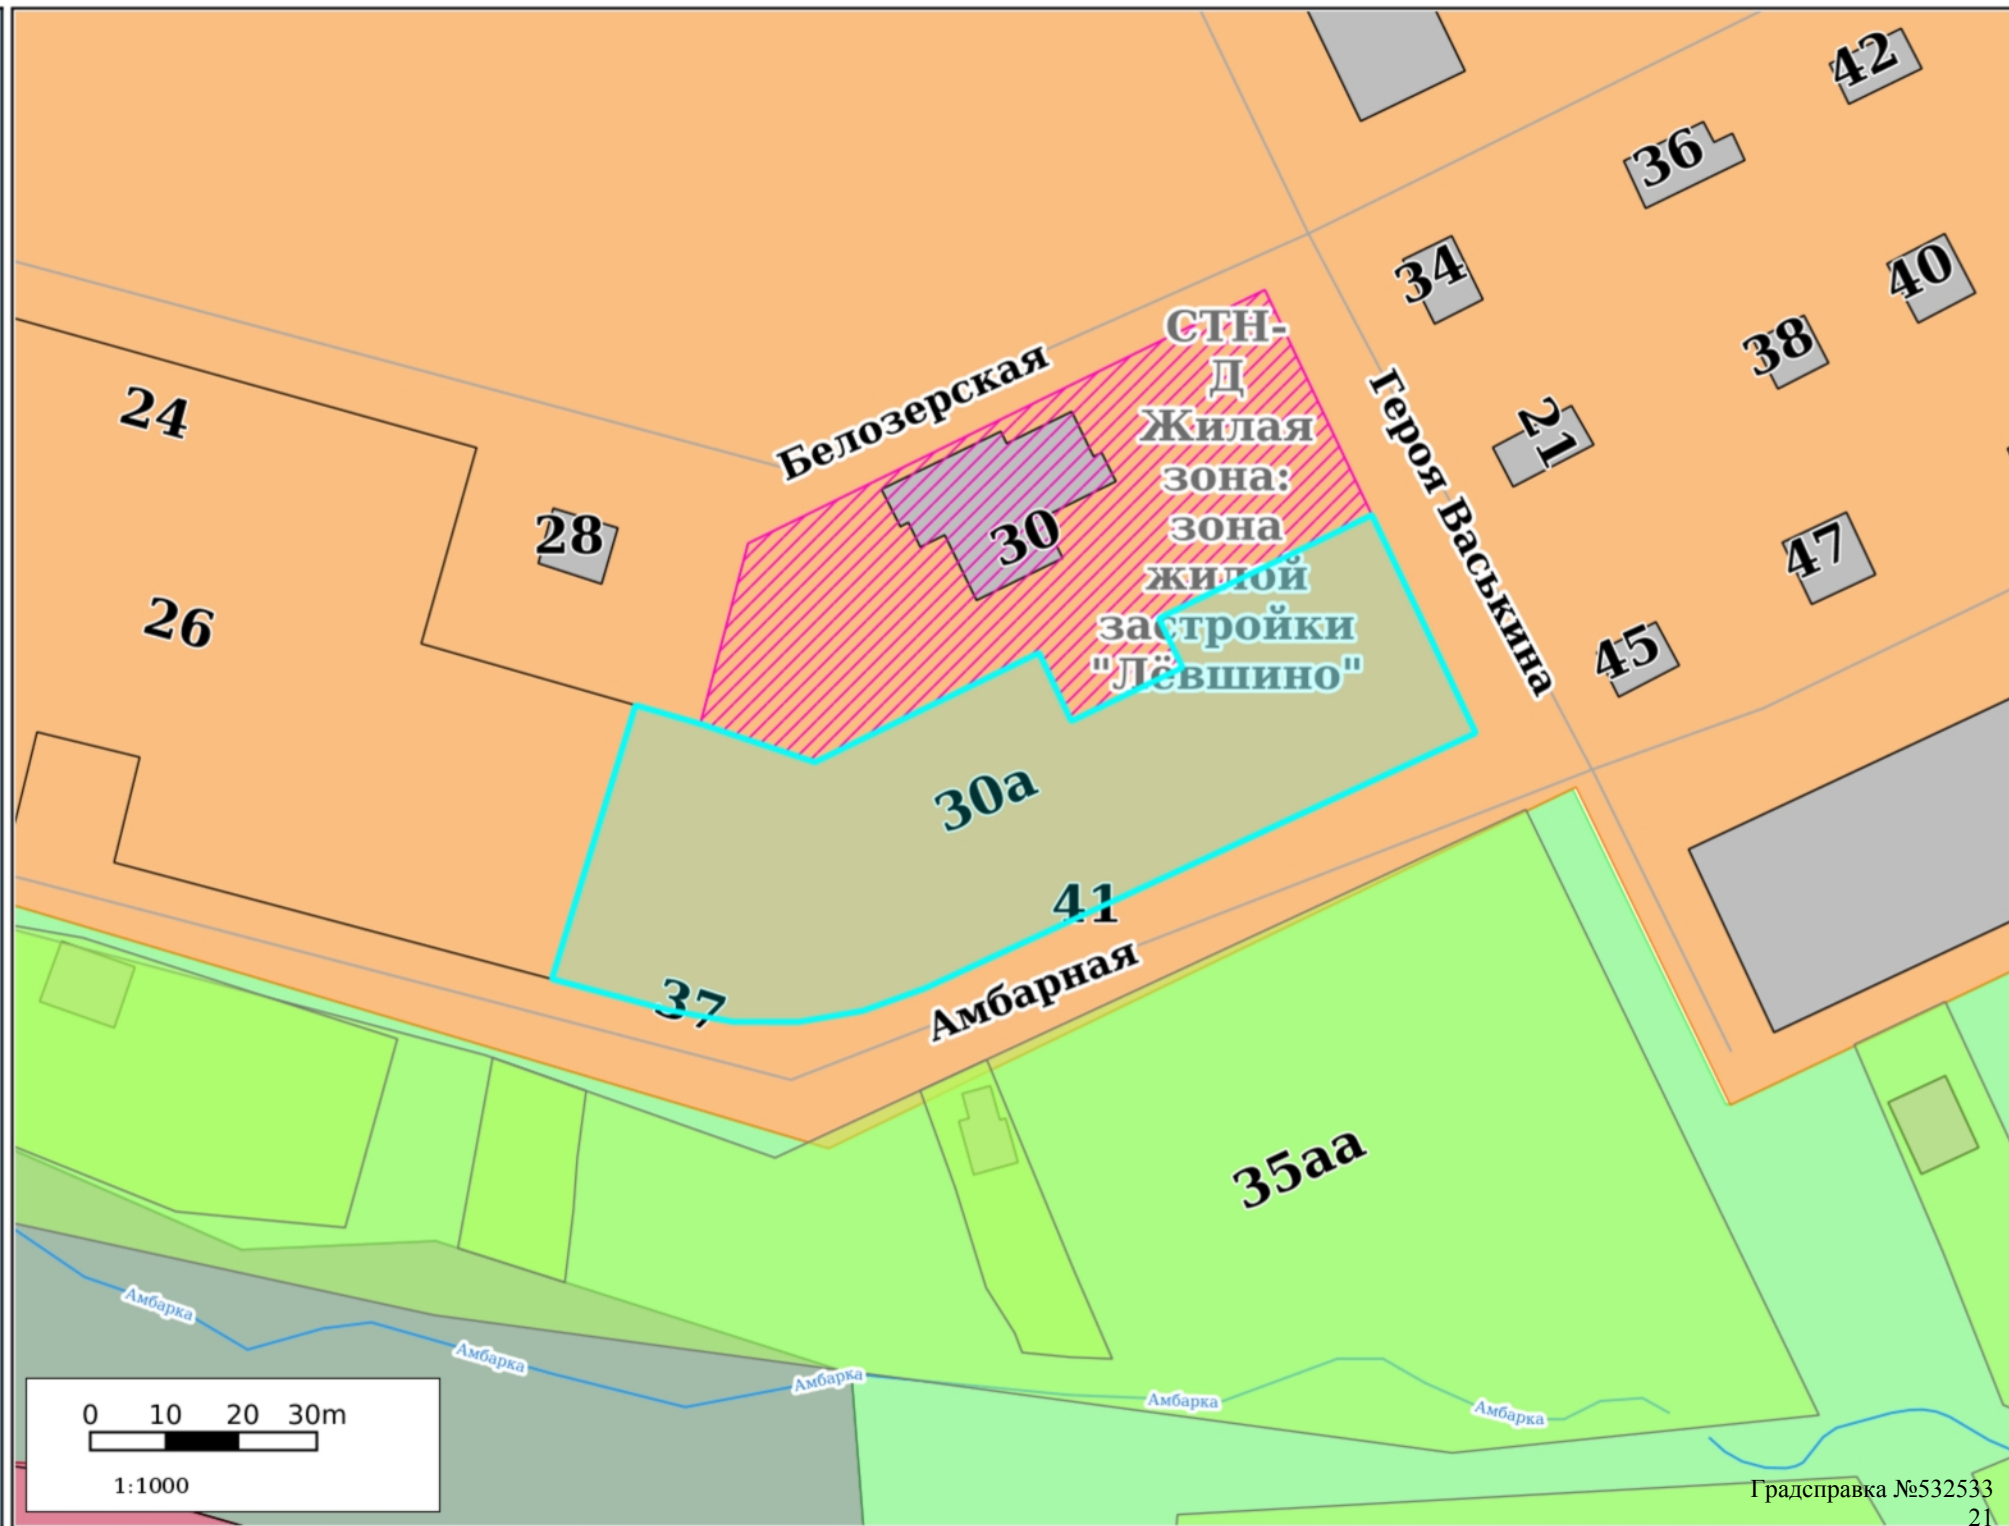 42
36
34
40
СТН-
Д
Жилая
зона:
зона
жилой
застройки
"Лёвшино"
38
Белозерская
24
21
Героя Васькина
28
30
47
26
45
30а
41
37
Амбарная
35аа
Амбарка
Амбарка
Амбарка
Амбарка
Амбарка
0 10 20 30m
1:1000
Градсправка №532533
21